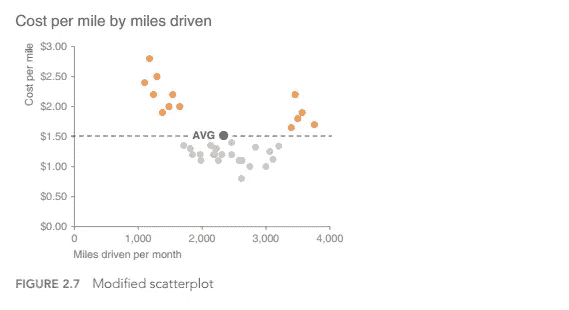 Cost per mile by miles driven
Cost per mile
$3.00
$2.50
$2.00
$1.50
$1.00
$0.50
$0.00
AVG
0 1,000 2,000 3,000 4,000
Miles driven per month
FIGURE 2.7 Modified scatterplot